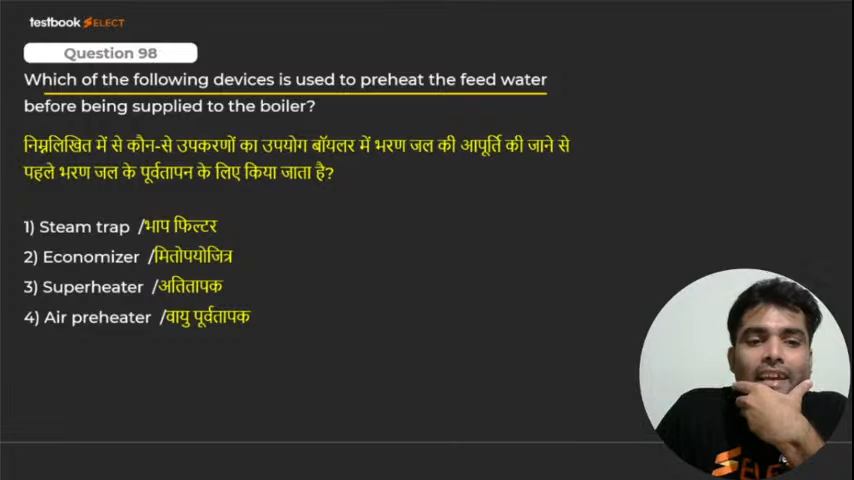 testbook SELECT
Question 98
Which of the following devices is used to preheat the feed water
before being supplied to the boiler?
निम्नलिखित में से कौन-से उपकरणों का उपयोग बॉयलर में भरण जल की आपूर्ति की जाने से
पहले भरण जल के पूर्वतापन के लिए किया जाता है?
1) Steam trap /भाप फिल्टर
2) Economizer /मितोपयोजित्र
3) Superheater /अतितापक
4) Air preheater /वायु पूर्वतापक